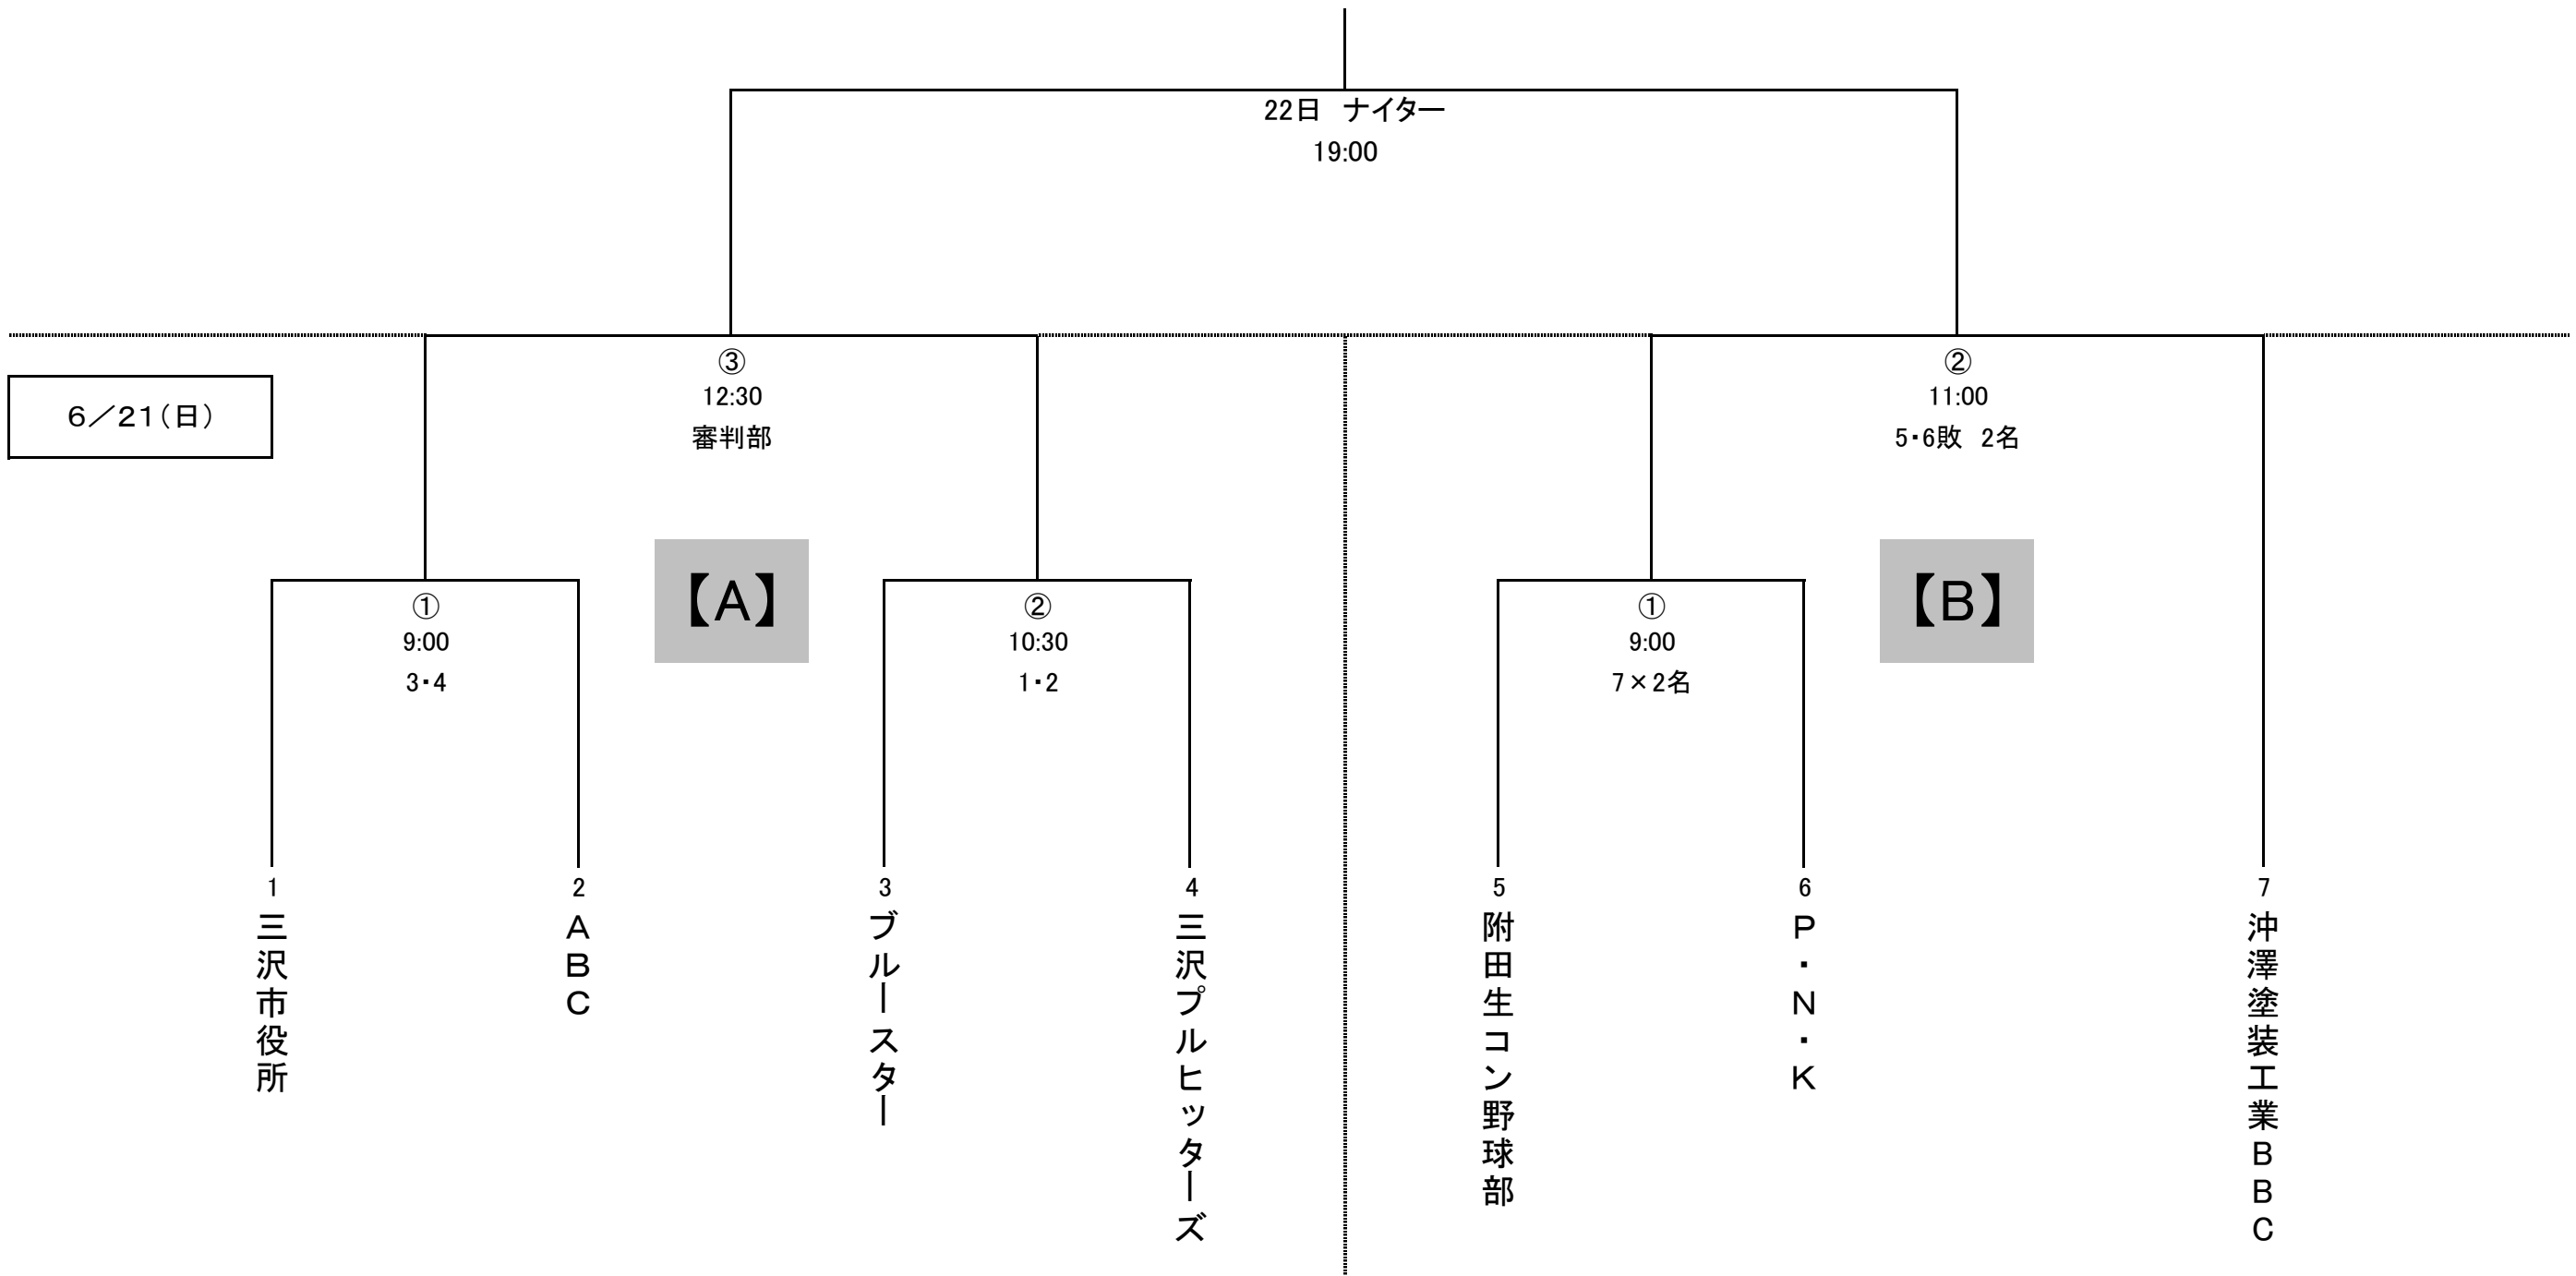 22日　ナイター
19:00
6／21（日）
③
12:30
審判部
②
11:00
5・6敗　2名
【A】
【B】
①
9:00
3・4
②
10:30
1・2
①
9:00
7×2名
1
三沢市役所
2
ＡＢＣ
3
ブルースター
4
三沢プルヒッターズ
5
附田生コン野球部
6
Ｐ・Ｎ・Ｋ
7
沖澤塗装工業ＢＢＣ